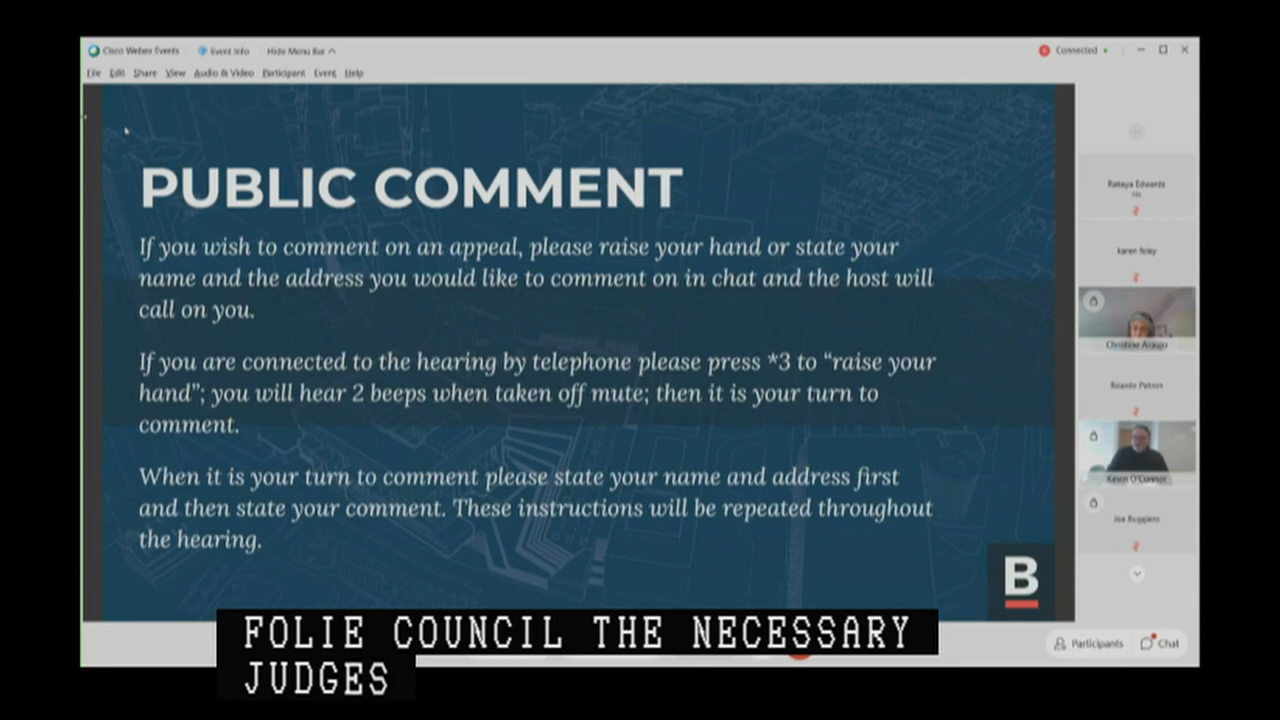 Cisco Webex Events Event Info Hide Menu Bar Connected
File Edit Share View Audio & Video Participant Event Help
PUBLIC COMMENT
If you wish to comment on an appeal, please raise your hand or state your
name and the address you would like to comment on in chat and the host will
call on you.
If you are connected to the hearing by telephone please press *3 to “raise your
hand”; you will hear 2 beeps when taken off mute; then it is your turn to
comment.
When it is your turn to comment please state your name and address first
and then state your comment. These instructions will be repeated throughout
the hearing.
B
Rakeya Edwards
Me
karen foley
Christine Araujo
Ricardo Patron
Kevin O'Connor
Joe Ruggiero
Participants Chat
FOLIE COUNCIL THE NECESSARY
JUDGES